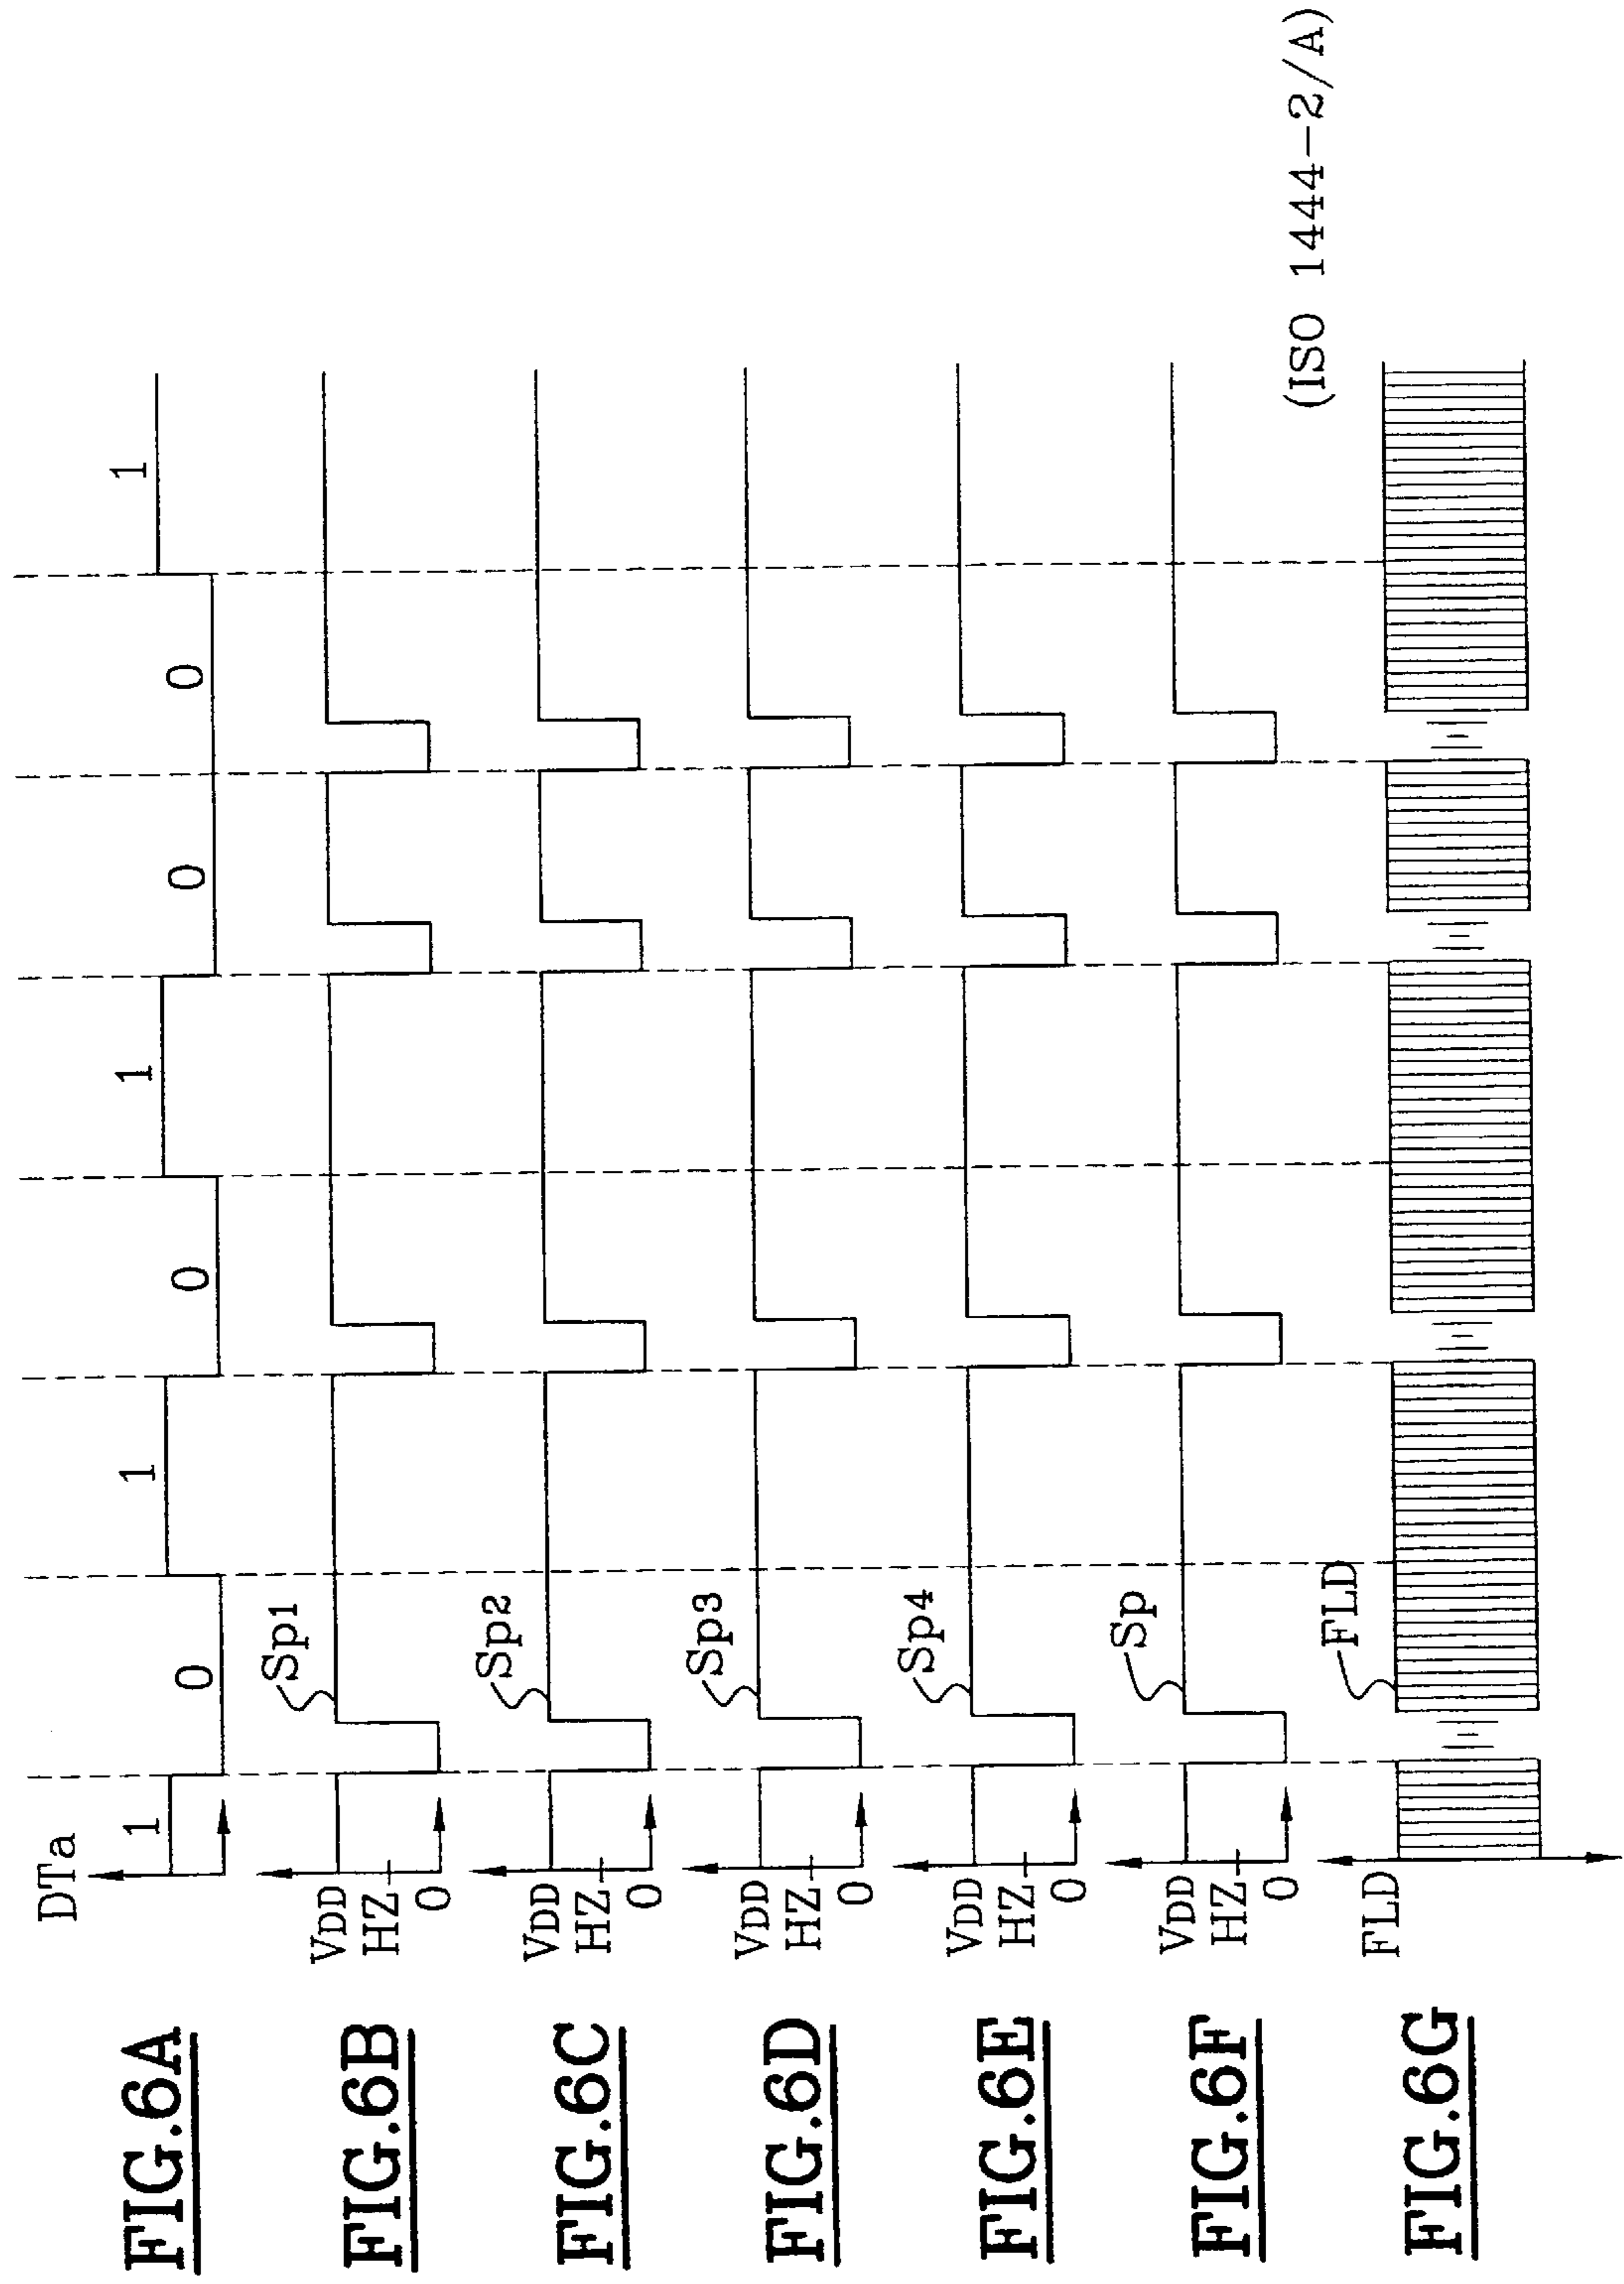 FIG.6A
DTa
1 0 1 0 1 0 0 1
FIG.6B
VDD
HZ
0
Sp1
FIG.6C
VDD
HZ
0
Sp2
FIG.6D
VDD
HZ
0
Sp3
FIG.6E
VDD
HZ
0
Sp4
FIG.6F
VDD
HZ
0
Sp
(ISO 1444-2/A)
FIG.6G
FLD
FLD